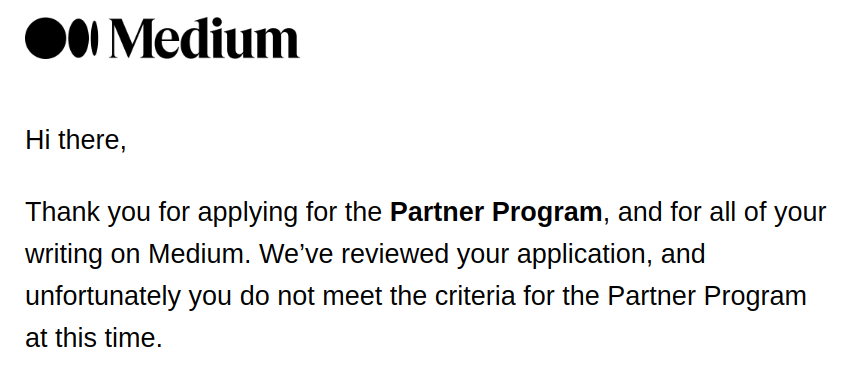 Medium
Hi there,
Thank you for applying for the Partner Program, and for all of your
writing on Medium. We’ve reviewed your application, and
unfortunately you do not meet the criteria for the Partner Program
at this time.